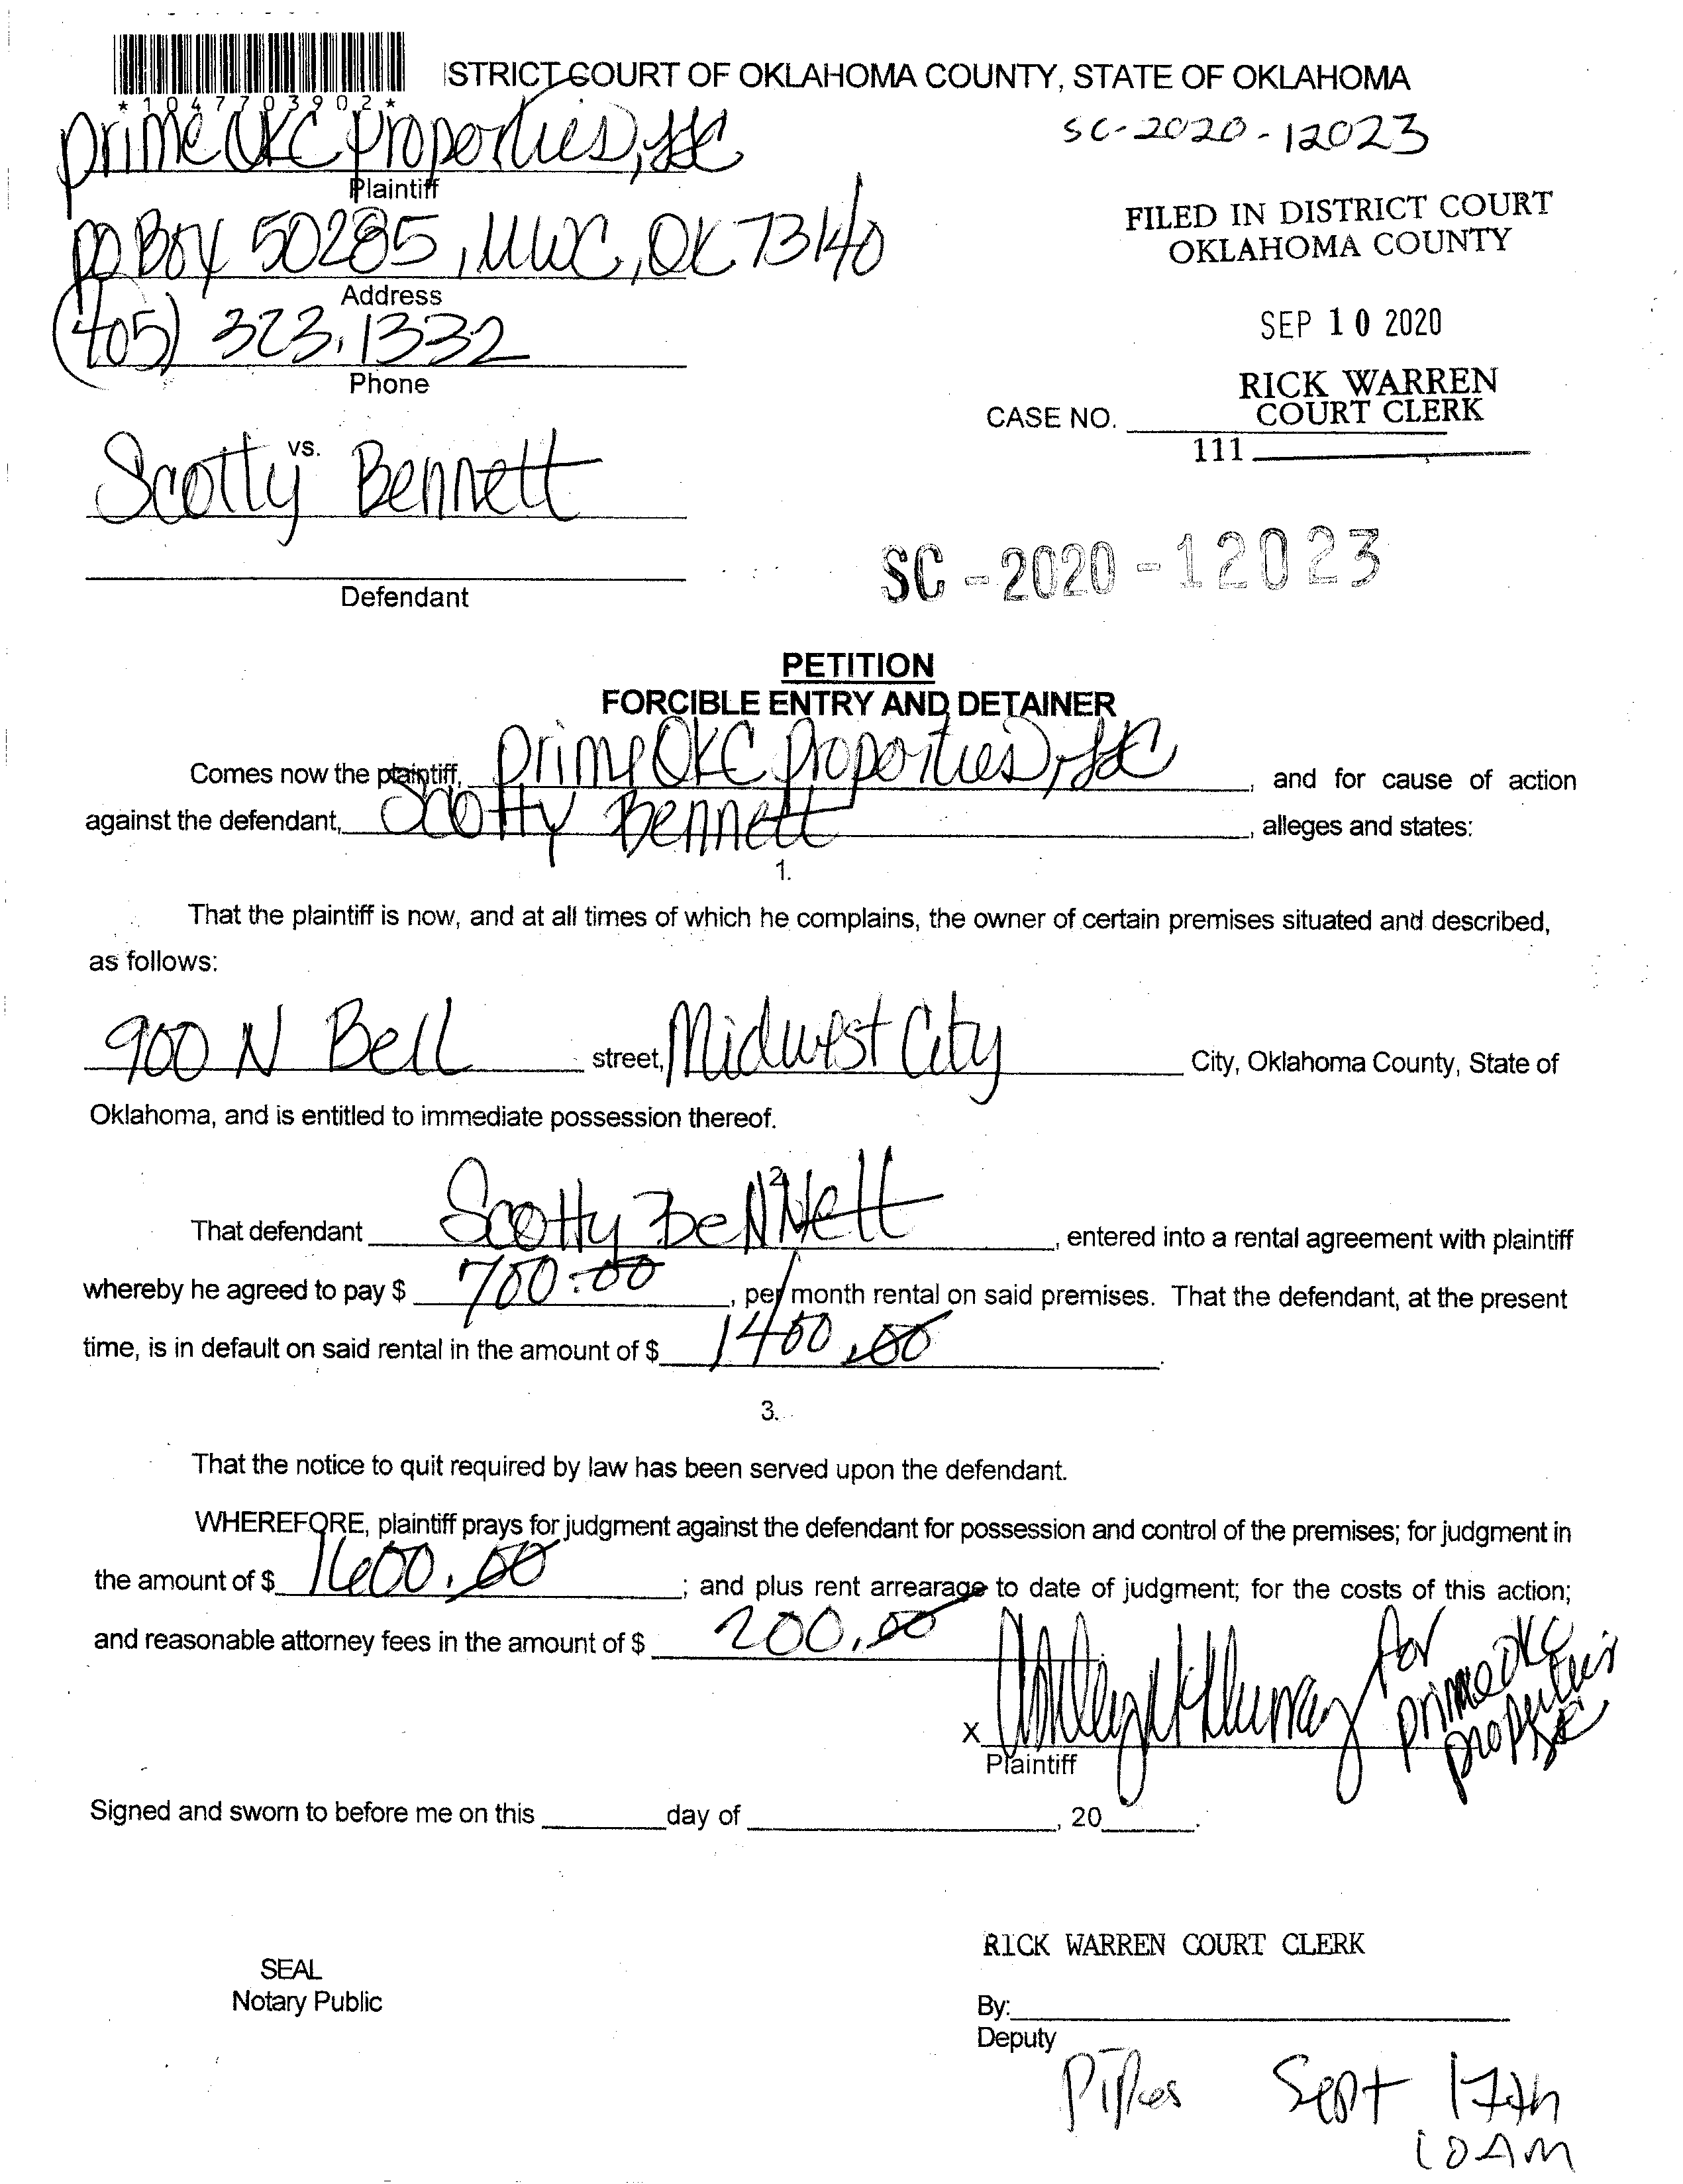 ISTRICT COURT OF OKLAHOMA COUNTY, STATE OF OKLAHOMA
*1047703902*
prime OKC properties, LLC
SC-2020-12023
Plaintiff
PO Box 50285, MWC, OK 73140
FILED IN DISTRICT COURT
OKLAHOMA COUNTY
Address
(405) 323.1332
SEP 10 2020
Phone
RICK WARREN
COURT CLERK
CASE NO.
111
vs.
Scotty Bennett
SC-2020-12023
Defendant
PETITION
FORCIBLE ENTRY AND DETAINER
Comes now the plaintiff, prime OKC properties, LLC, and for cause of action
against the defendant, Scotty Bennett, alleges and states:
1.
That the plaintiff is now, and at all times of which he complains, the owner of certain premises situated and described,
as follows:
900 N Bell street, Midwest City City, Oklahoma County, State of
Oklahoma, and is entitled to immediate possession thereof.
2
That defendant Scotty Bennett, entered into a rental agreement with plaintiff
whereby he agreed to pay $ 700.00, per month rental on said premises. That the defendant, at the present
time, is in default on said rental in the amount of $ 1400.00.
3.
That the notice to quit required by law has been served upon the defendant.
WHEREFORE, plaintiff prays for judgment against the defendant for possession and control of the premises; for judgment in
the amount of $ 1600.00; and plus rent arrearage to date of judgment; for the costs of this action;
and reasonable attorney fees in the amount of $ 200.00
X for prime OKC properties LLC
Plaintiff
Signed and sworn to before me on this day of , 20 .
RICK WARREN COURT CLERK
SEAL
Notary Public
By:
Deputy
Sept 17th
10AM